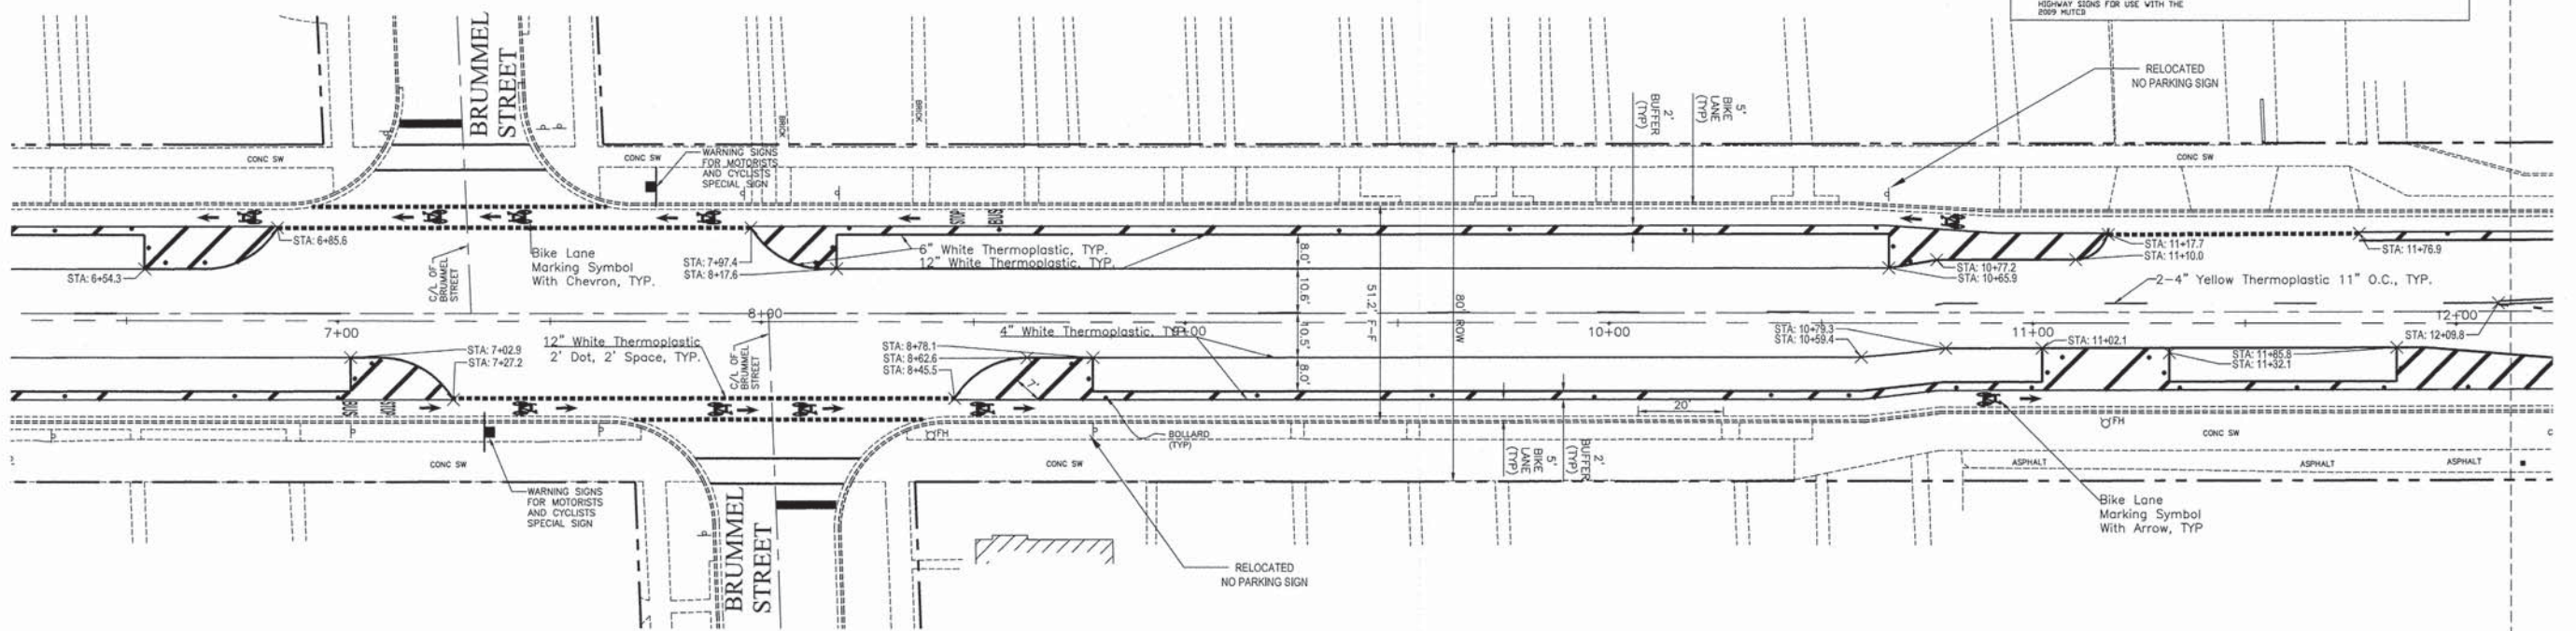 HIGHWAY SIGNS FOR USE WITH THE
2009 MUTCD
RELOCATED
NO PARKING SIGN
BRUMMEL
STREET
BRICK
BRICK
2'
BUFFER
(TYP)
5'
BIKE
LANE
(TYP)
CONC SW
CONC SW
WARNING SIGNS
FOR MOTORISTS
AND CYCLISTS
SPECIAL SIGN
CONC SW
STOP
BUS
STA: 6+85.6
STA: 6+54.3
C/L OF
BRUMMEL
STREET
Bike Lane
Marking Symbol
With Chevron, TYP.
STA: 7+97.4
STA: 8+17.6
6" White Thermoplastic, TYP.
12" White Thermoplastic, TYP.
8.0'
10.6'
10.5'
8.0'
51.2' F-F
80' ROW
STA: 11+17.7
STA: 11+10.0
STA: 11+76.9
STA: 10+77.2
STA: 10+65.9
2-4" Yellow Thermoplastic 11" O.C., TYP.
7+00
8+00
10+00
11+00
12+00
4" White Thermoplastic, TYP.
STA: 7+02.9
STA: 7+27.2
12" White Thermoplastic
2' Dot, 2' Space, TYP.
C/L OF
BRUMMEL
STREET
STA: 8+78.1
STA: 8+62.6
STA: 8+45.5
7'
STA: 10+79.3
STA: 10+59.4
STA: 11+02.1
STA: 11+85.8
STA: 11+32.1
STA: 12+09.8
BUS
STOP
20'
FH
BOLLARD
(TYP)
FH
CONC SW
CONC SW
CONC SW
5'
BIKE
LANE
(TYP)
2'
BUFFER
(TYP)
ASPHALT
ASPHALT
ASPHALT
WARNING SIGNS
FOR MOTORISTS
AND CYCLISTS
SPECIAL SIGN
BRUMMEL
STREET
RELOCATED
NO PARKING SIGN
Bike Lane
Marking Symbol
With Arrow, TYP